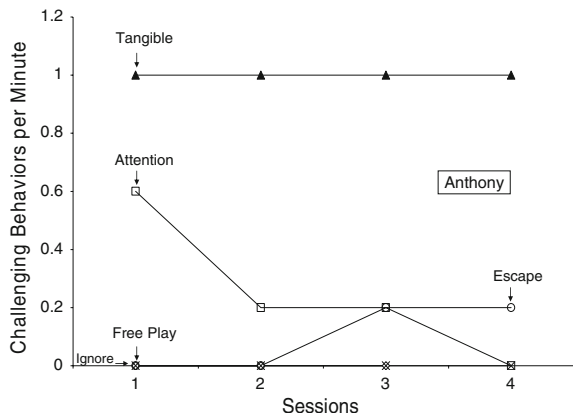 1.2
Tangible
1
0.8
Attention
Anthony
0.6
0.4
Escape
0.2
Free Play
Ignore
0
1 2 3 4
Sessions
Challenging Behaviors per Minute